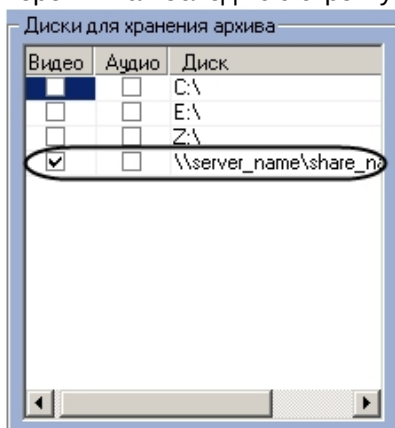 Диски для хранения архива
Видео Аудио Диск
C:\
E:\
Z:\
\\server_name\share_na